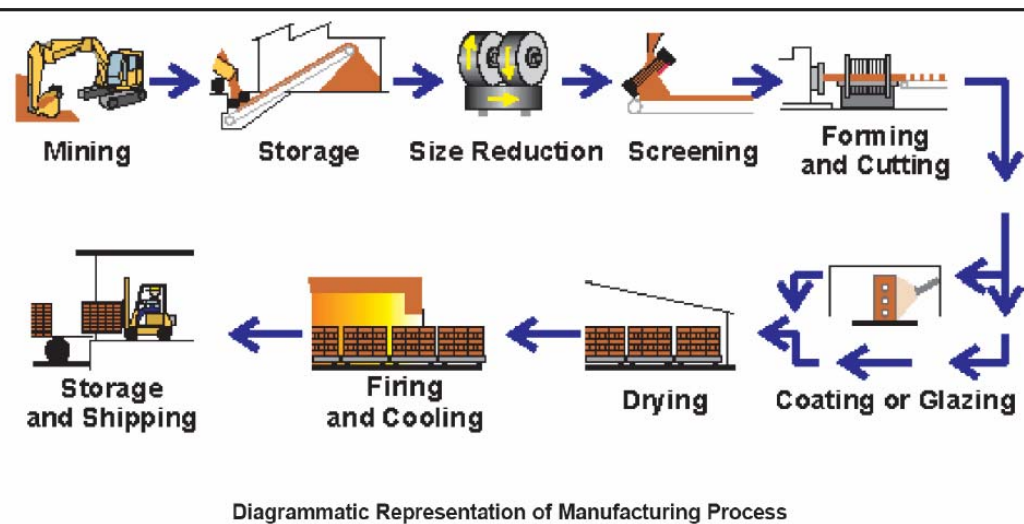 Mining
Storage
Size Reduction
Screening
Forming
and Cutting
Storage
and Shipping
Firing
and Cooling
Drying
Coating or Glazing
Diagrammatic Representation of Manufacturing Process